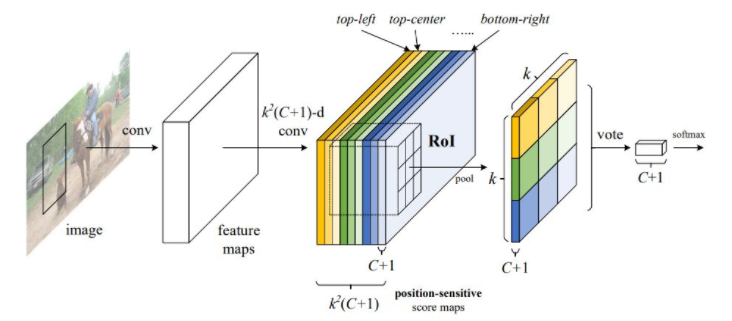 top-left top-center ...... bottom-right
image
conv
feature
maps
k²(C+1)-d
conv
RoI
pool
C+1
k²(C+1)
position-sensitive
score maps
k
k
C+1
vote
C+1
softmax